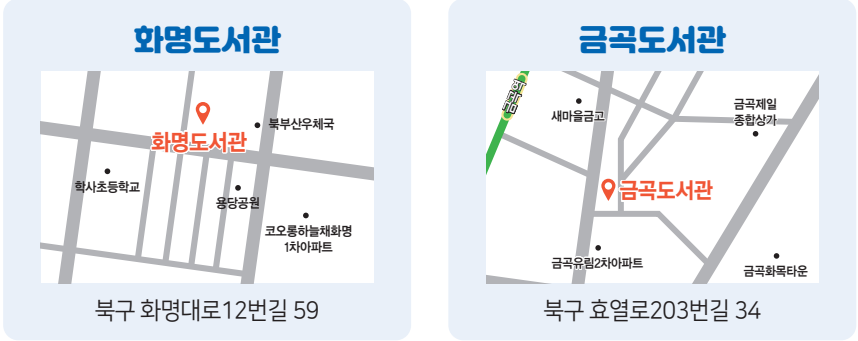 화명도서관
화명도서관
북부산우체국
학사초등학교
용당공원
코오롱하늘채화명
1차아파트
북구 화명대로12번길 59
금곡도서관
금곡역
새마을금고
금곡제일
종합상가
금곡도서관
금곡유림2차아파트
금곡화목타운
북구 효열로203번길 34